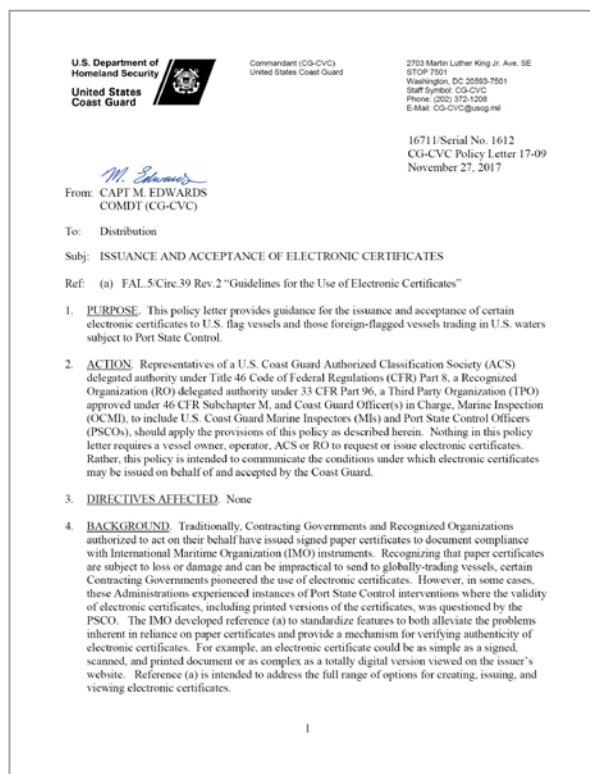 U.S. Department of
Homeland Security
United States
Coast Guard
Commandant (CG-CVC)
United States Coast Guard
2703 Martin Luther King Jr. Ave. SE
STOP 7501
Washington, DC 20593-7501
Staff Symbol: CG-CVC
Phone: (202) 372-1208
E-Mail: CG-CVC@uscg.mil
16711/Serial No. 1612
CG-CVC Policy Letter 17-09
November 27, 2017
M. Edwards
From: CAPT M. EDWARDS
COMDT (CG-CVC)
To: Distribution
Subj: ISSUANCE AND ACCEPTANCE OF ELECTRONIC CERTIFICATES
Ref: (a) FAL.5/Circ.39 Rev.2 “Guidelines for the Use of Electronic Certificates”
1. PURPOSE. This policy letter provides guidance for the issuance and acceptance of certain
electronic certificates to U.S. flag vessels and those foreign-flagged vessels trading in U.S. waters
subject to Port State Control.
2. ACTION. Representatives of a U.S. Coast Guard Authorized Classification Society (ACS)
delegated authority under Title 46 Code of Federal Regulations (CFR) Part 8, a Recognized
Organization (RO) delegated authority under 33 CFR Part 96, a Third Party Organization (TPO)
approved under 46 CFR Subchapter M, and Coast Guard Officer(s) in Charge, Marine Inspection
(OCMI), to include U.S. Coast Guard Marine Inspectors (MIs) and Port State Control Officers
(PSCOs), should apply the provisions of this policy as described herein. Nothing in this policy
letter requires a vessel owner, operator, ACS or RO to request or issue electronic certificates.
Rather, this policy is intended to communicate the conditions under which electronic certificates
may be issued on behalf of and accepted by the Coast Guard.
3. DIRECTIVES AFFECTED. None
4. BACKGROUND. Traditionally, Contracting Governments and Recognized Organizations
authorized to act on their behalf have issued signed paper certificates to document compliance
with International Maritime Organization (IMO) instruments. Recognizing that paper certificates
are subject to loss or damage and can be impractical to send to globally-trading vessels, certain
Contracting Governments pioneered the use of electronic certificates. However, in some cases,
these Administrations experienced instances of Port State Control interventions where the validity
of electronic certificates, including printed versions of the certificates, was questioned by the
PSCO. The IMO developed reference (a) to standardize features to both alleviate the problems
inherent in reliance on paper certificates and provide a mechanism for verifying authenticity of
electronic certificates. For example, an electronic certificate could be as simple as a signed,
scanned, and printed document or as complex as a totally digital version viewed on the issuer’s
website. Reference (a) is intended to address the full range of options for creating, issuing, and
viewing electronic certificates.
1